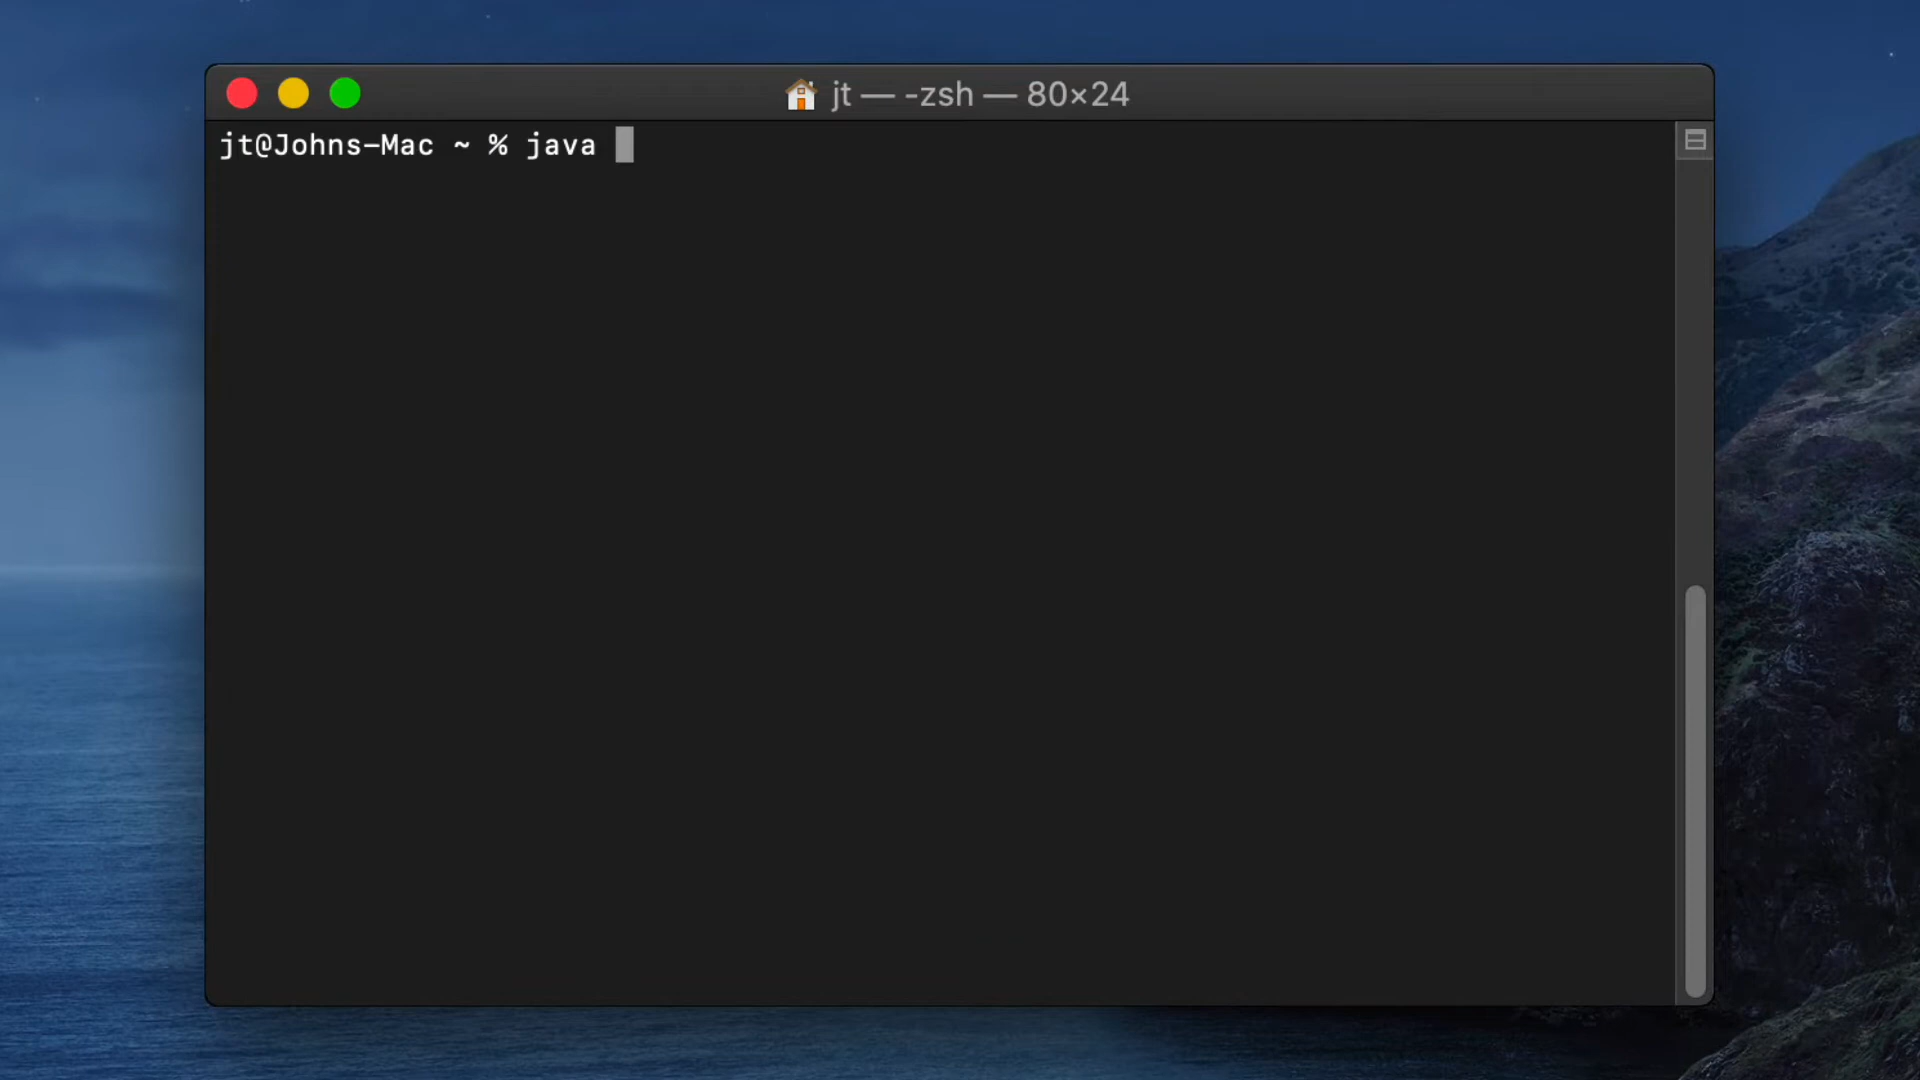 jt — -zsh — 80×24
jt@Johns-Mac ~ % java